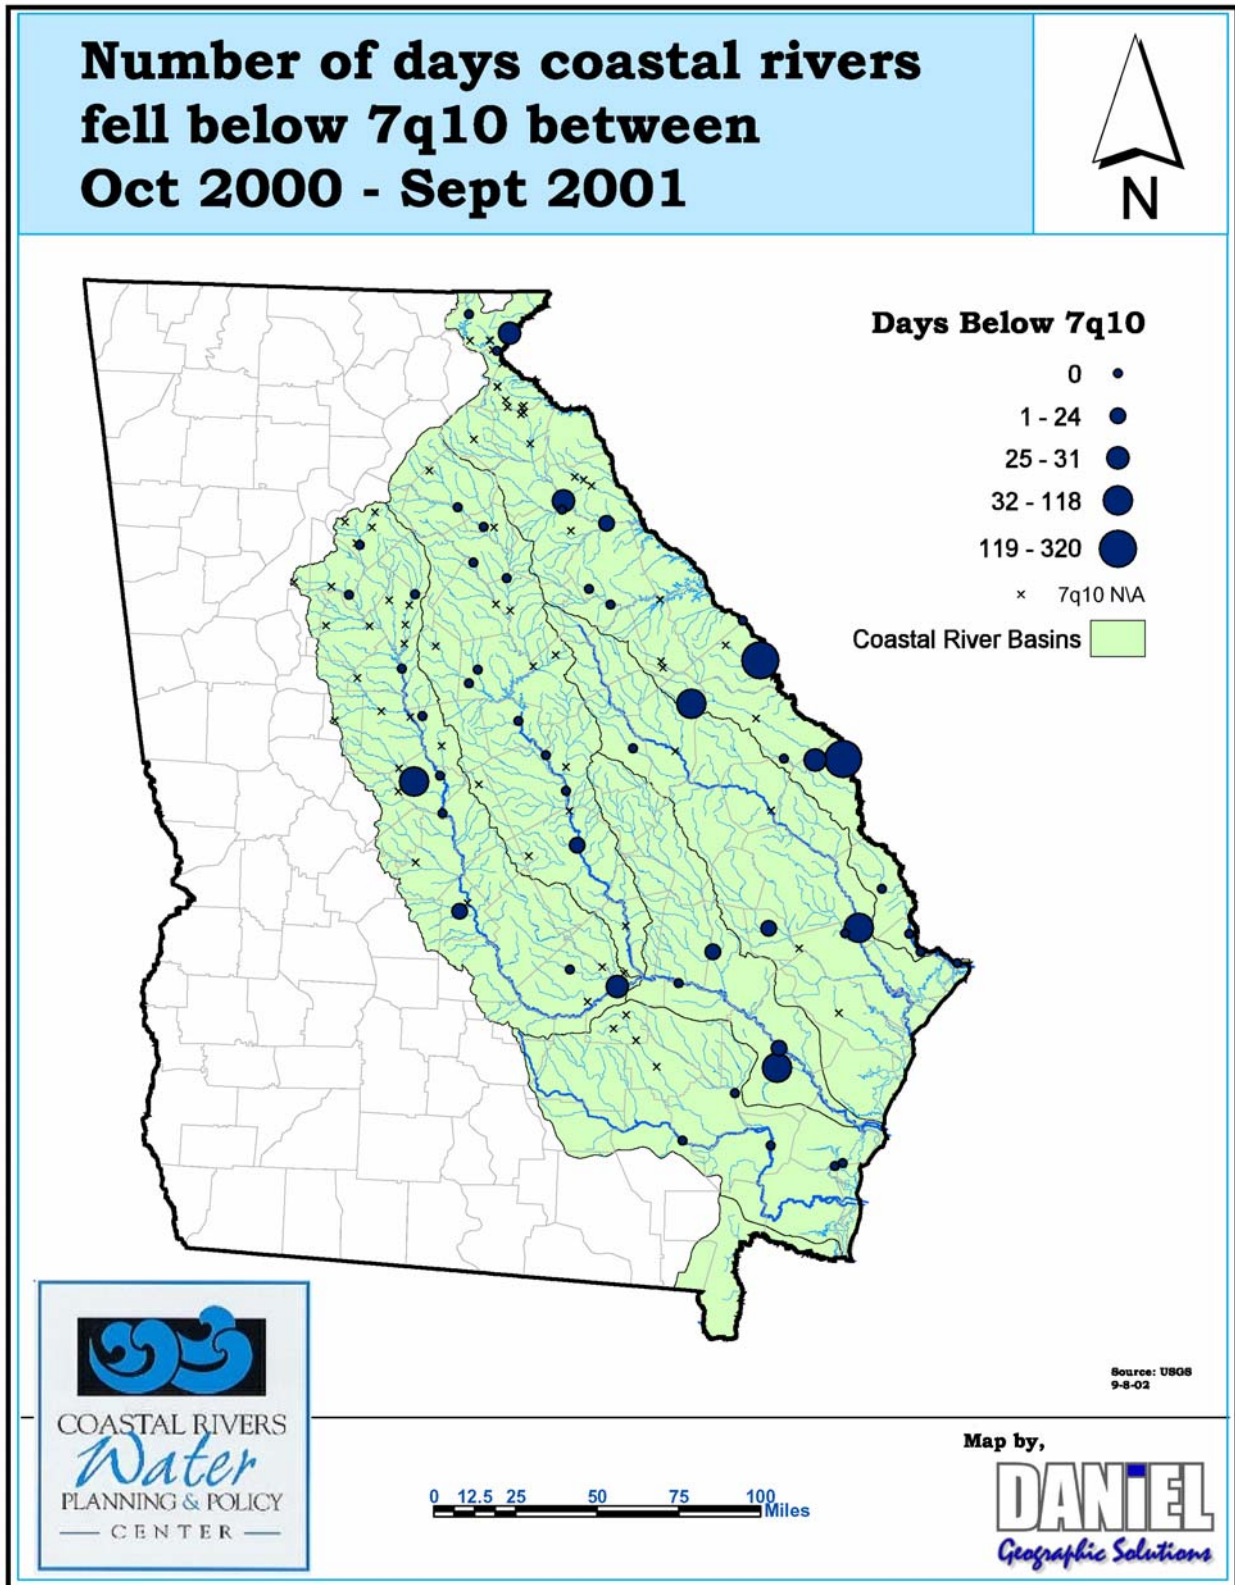 Number of days coastal rivers
fell below 7q10 between
Oct 2000 - Sept 2001
N
Days Below 7q10
0
1 - 24
25 - 31
32 - 118
119 - 320
× 7q10 N\A
Coastal River Basins
Source: USGS
9-8-02
COASTAL RIVERS
Water
PLANNING & POLICY
CENTER
0 12.5 25 50 75 100
Miles
Map by,
DANiEL
Geographic Solutions